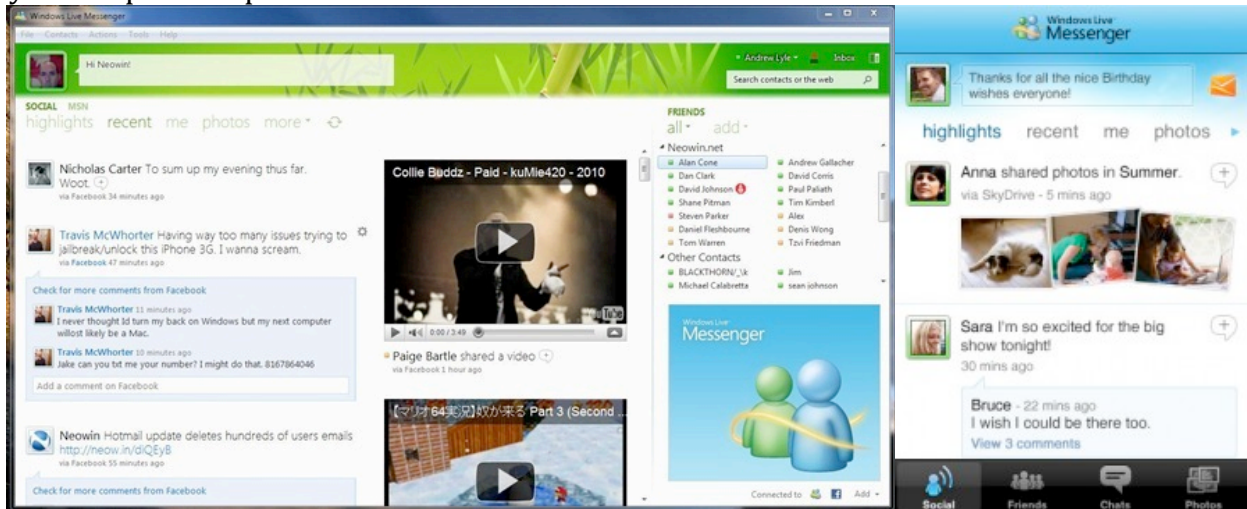 Windows Live Messenger
File Contacts Actions Tools Help
Hi Neowin!
Andrew Lyle
Inbox
Search contacts or the web
SOCIAL MSN
highlights recent me photos more
Nicholas Carter To sum up my evening thus far.
Woot.
via Facebook 34 minutes ago
Travis McWhorter Having way too many issues trying to
jailbreak/unlock this iPhone 3G. I wanna scream.
via Facebook 47 minutes ago
Check for more comments from Facebook
Travis McWhorter 11 minutes ago
I never thought Id turn my back on Windows but my next computer
willost likely be a Mac.
Travis McWhorter 10 minutes ago
Jake can you txt me your number? I might do that. 8167864046
Add a comment on Facebook
Neowin Hotmail update deletes hundreds of users emails
http://neow.in/diQEyB
via Facebook 55 minutes ago
Check for more comments from Facebook
Collie Buddz - Paid - kuMie420 - 2010
YouTube
0:00 / 3:49
Paige Bartle shared a video
via Facebook 1 hour ago
【マリオ64実況】奴が来る Part 3 (Second ...
FRIENDS
all add
Neowin.net
Alan Cone Andrew Gallacher
Dan Clark David Corris
David Johnson Paul Paliath
Shane Pitman Tim Kimberl
Steven Parker Alex
Daniel Fleshbourne Denis Wong
Tom Warren Tzvi Friedman
Other Contacts
BLACKTHORN/_\k Jim
Michael Calabretta sean johnson
Windows Live
Messenger
Connected to Add
Windows Live
Messenger
Thanks for all the nice Birthday
wishes everyone!
highlights recent me photos
Anna shared photos in Summer.
via SkyDrive - 5 mins ago
Sara I'm so excited for the big
show tonight!
30 mins ago
Bruce - 22 mins ago
I wish I could be there too.
View 3 comments
Social Friends Chats Photos